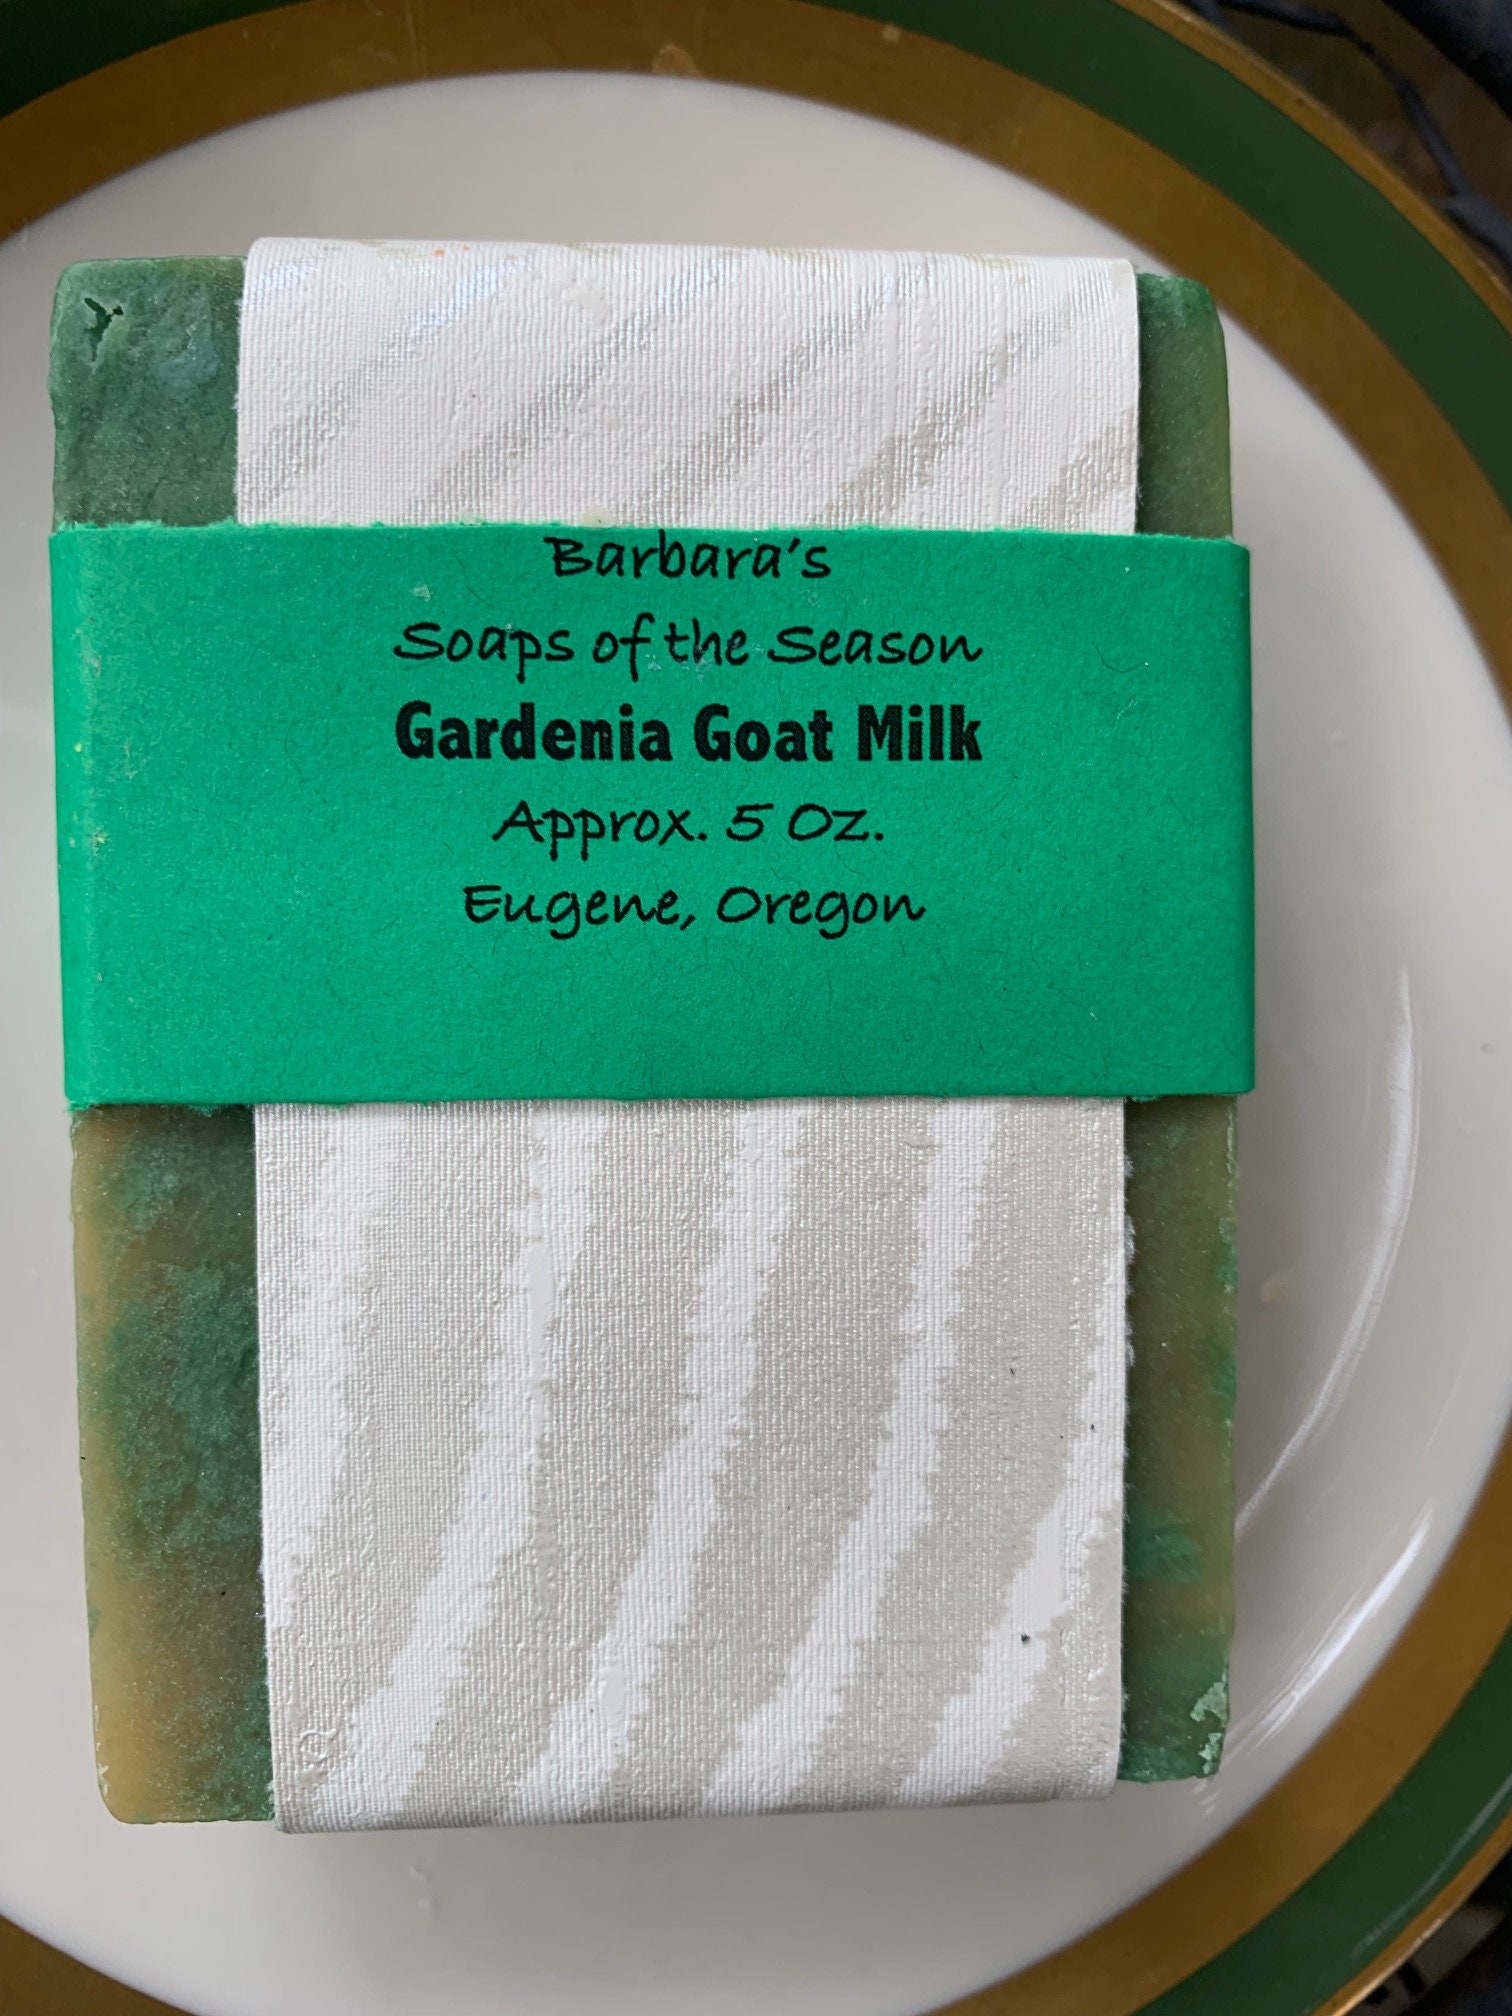 Barbara's
Soaps of the Season
Gardenia Goat Milk
Approx. 5 Oz.
Eugene, Oregon